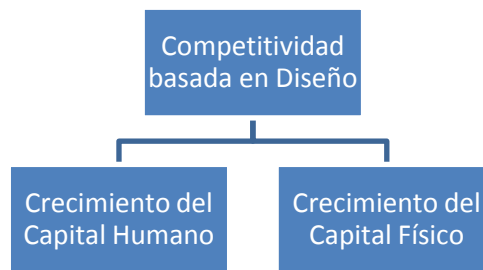 Competitividad
basada en Diseño
Crecimiento del
Capital Humano
Crecimiento del
Capital Físico